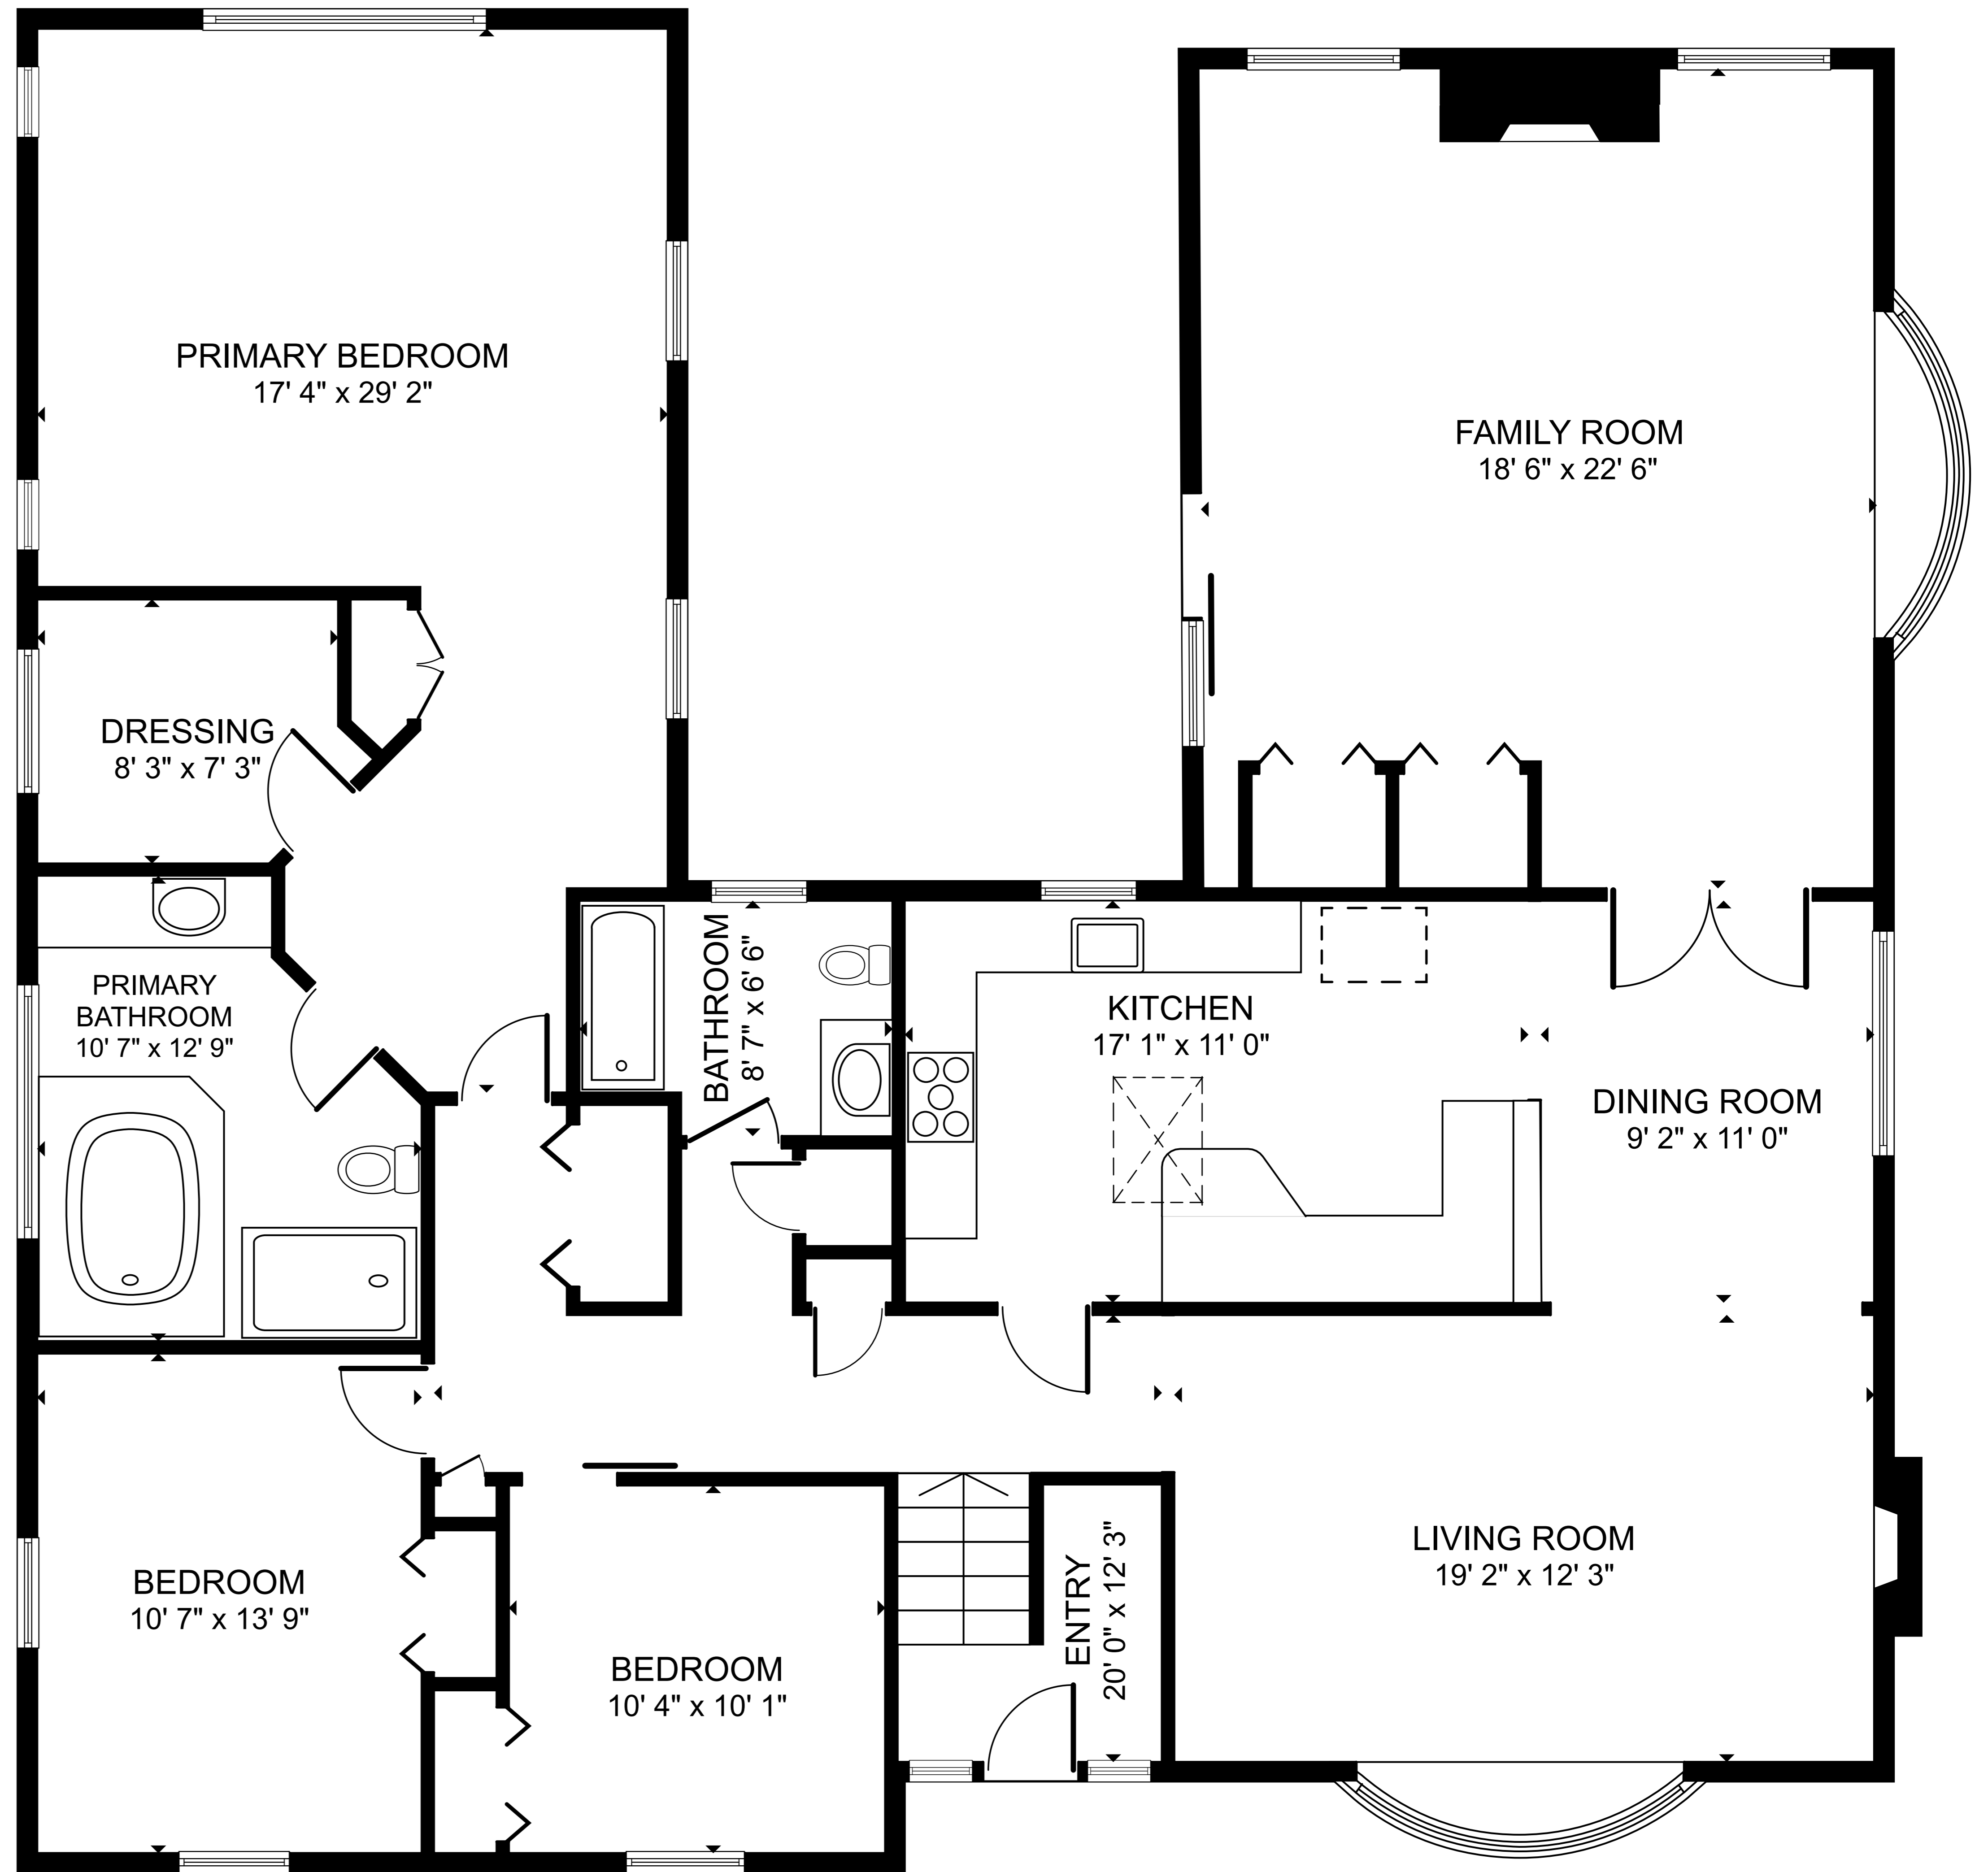 PRIMARY BEDROOM
17' 4" x 29' 2"
FAMILY ROOM
18' 6" x 22' 6"
DRESSING
8' 3" x 7' 3"
PRIMARY
BATHROOM
10' 7" x 12' 9"
BATHROOM
8' 7" x 6' 6"
KITCHEN
17' 1" x 11' 0"
DINING ROOM
9' 2" x 11' 0"
BEDROOM
10' 7" x 13' 9"
BEDROOM
10' 4" x 10' 1"
ENTRY
20' 0" x 12' 3"
LIVING ROOM
19' 2" x 12' 3"